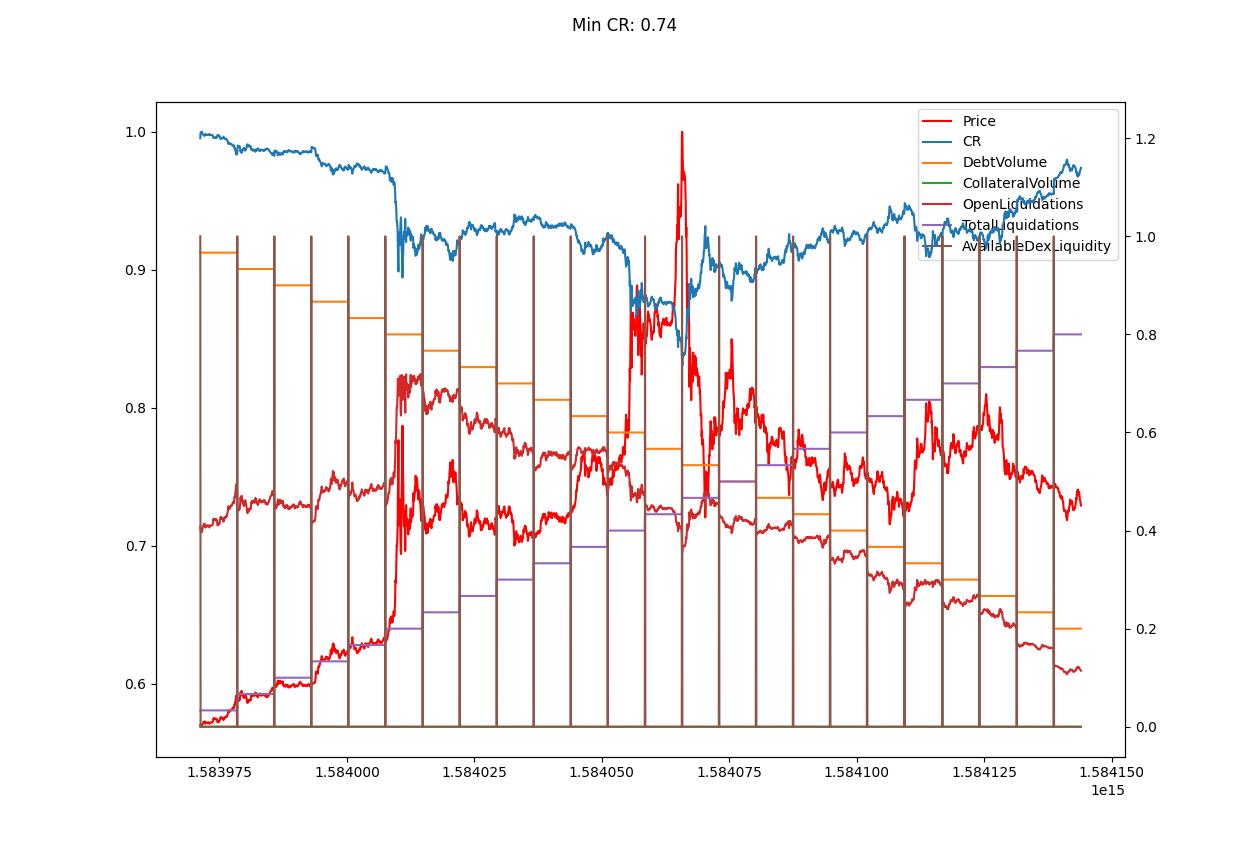 Min CR: 0.74
1.0
0.9
0.8
0.7
0.6
1.2
1.0
0.8
0.6
0.4
0.2
0.0
Price
CR
DebtVolume
CollateralVolume
OpenLiquidations
TotalLiquidations
AvailableDexLiquidity
1.583975 1.584000 1.584025 1.584050 1.584075 1.584100 1.584125 1.584150
1e15